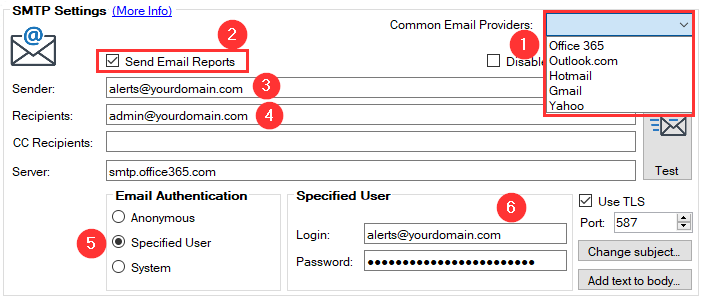 SMTP Settings (More Info)
Common Email Providers:
1
Office 365
Outlook.com
Hotmail
Gmail
Yahoo
2
Send Email Reports
Sender: alerts@yourdomain.com 3
Recipients: admin@yourdomain.com 4
CC Recipients:
Server: smtp.office365.com
Test
Email Authentication
Anonymous
5 Specified User
System
Specified User
6
Login: alerts@yourdomain.com
Password: ●●●●●●●●●●●●●●●●●●●●●●●●
Use TLS
Port: 587
Change subject...
Add text to body...